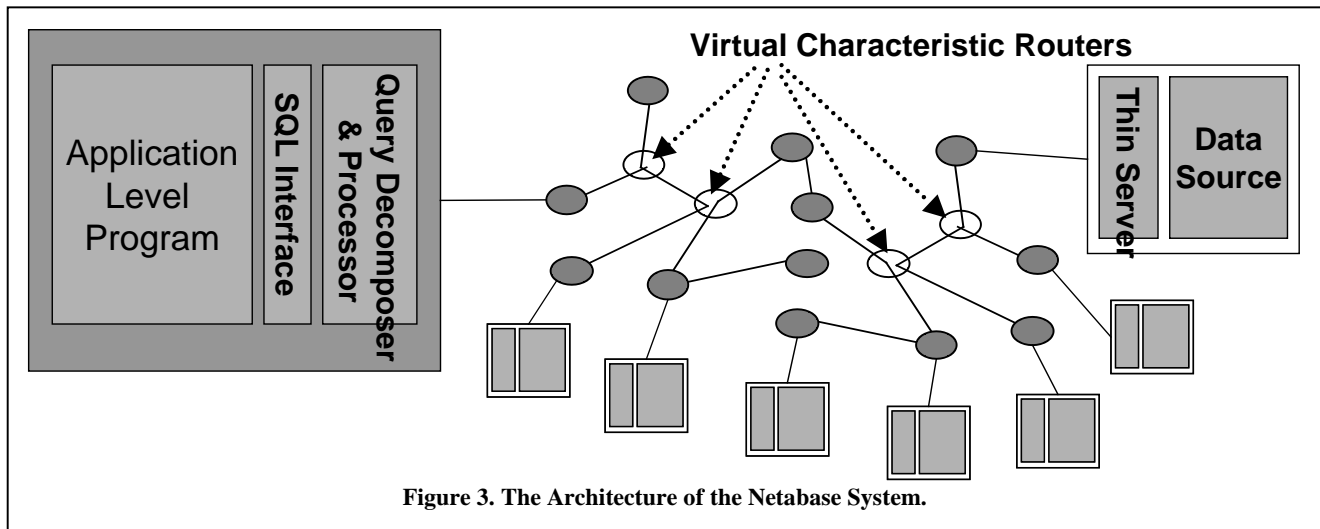 Virtual Characteristic Routers
Application
Level
Program
SQL Interface
Query Decomposer
& Processor
Thin Server
Data
Source
Figure 3. The Architecture of the Netabase System.